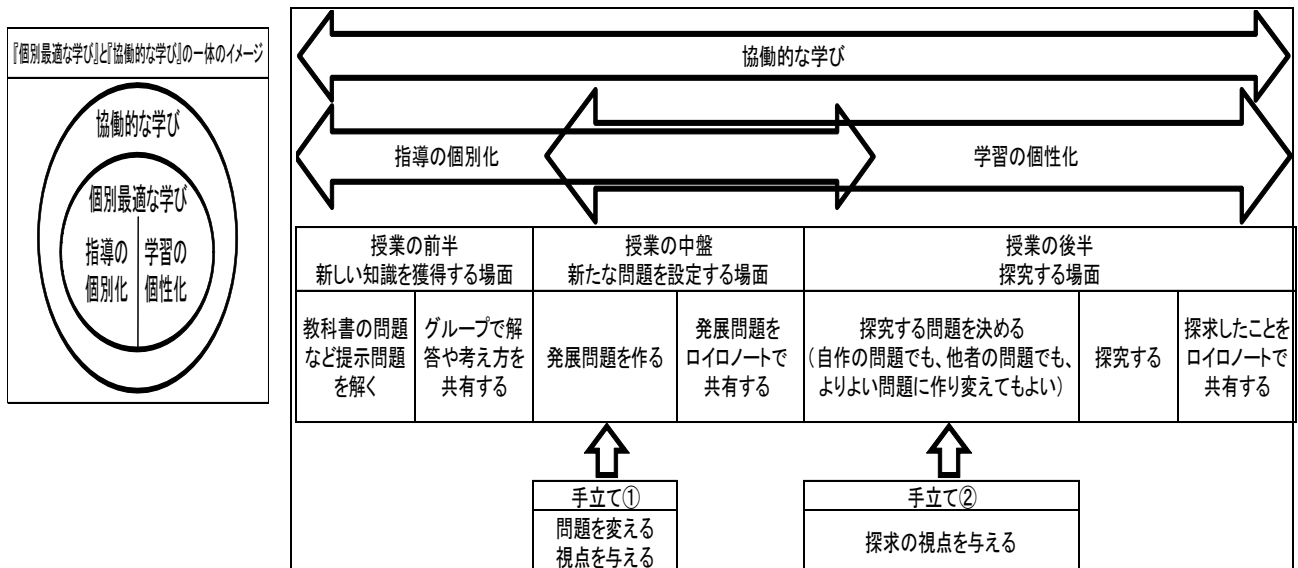 『個別最適な学び』と『協働的な学び』の一体のイメージ
協働的な学び
個別最適な学び
指導の
個別化
学習の
個性化
協働的な学び
指導の個別化
学習の個性化
授業の前半
新しい知識を獲得する場面
授業の中盤
新たな問題を設定する場面
授業の後半
探究する場面
教科書の問題
など提示問題
を解く
グループで解
答や考え方を
共有する
発展問題を作る
発展問題を
ロイロノートで
共有する
探究する問題を決める
(自作の問題でも、他者の問題でも、
よりよい問題に作り変えてもよい)
探究する
探求したことを
ロイロノートで
共有する
手立て①
問題を変える
視点を与える
手立て②
探求の視点を与える